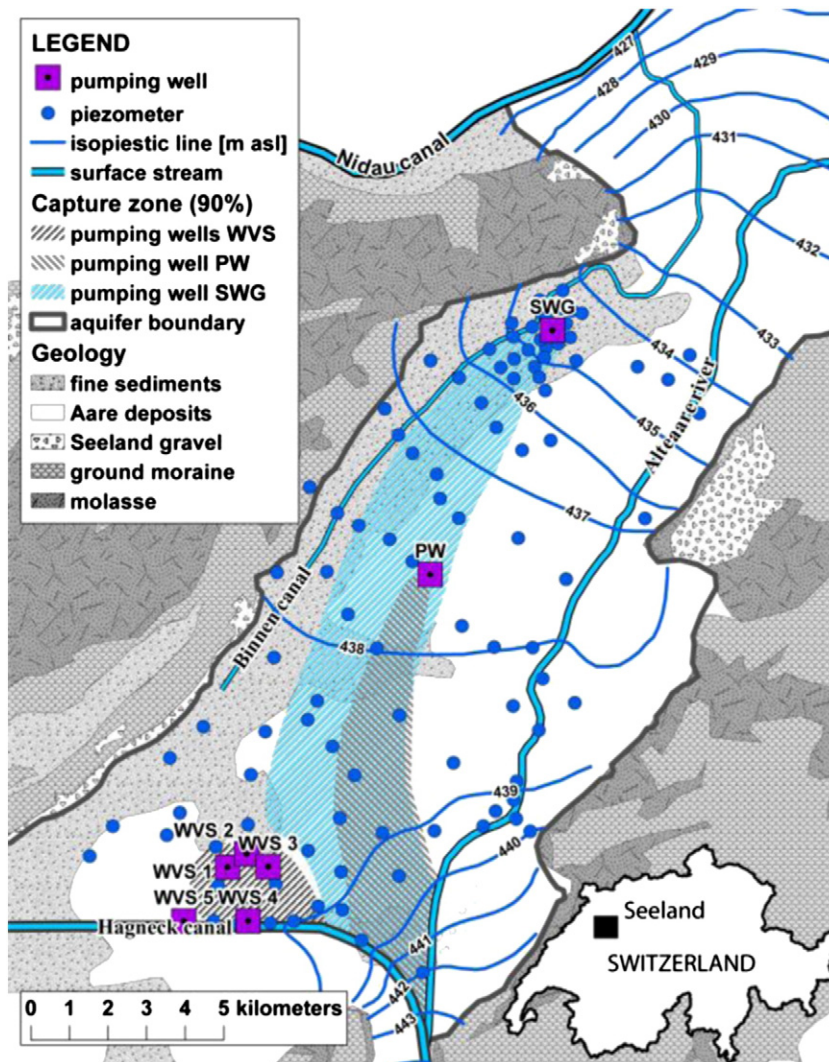 LEGEND
pumping well
piezometer
isopiestic line [m asl]
surface stream
Capture zone (90%)
pumping wells WVS
pumping well PW
pumping well SWG
aquifer boundary
Geology
fine sediments
Aare deposits
Seeland gravel
ground moraine
molasse
427
428
429
430
431
Nidau canal
432
433
SWG
434
435
436
Alteaare river
437
PW
Binnen canal
438
439
440
WVS 2
WVS 3
WVS 1
WVS 5
WVS 4
Hagneck canal
441
442
443
Seeland
SWITZERLAND
0 1 2 3 4 5 kilometers